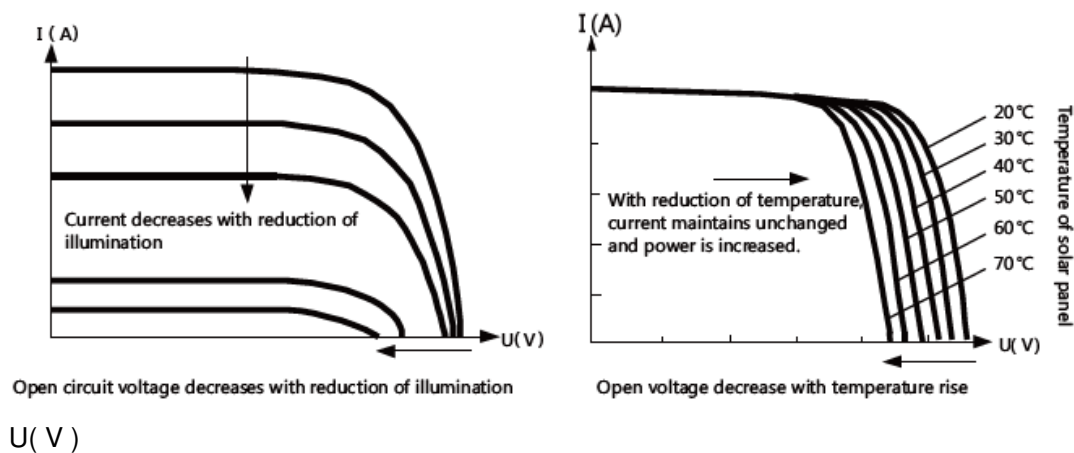 I ( A )
Current decreases with reduction of
illumination
U( V )
Open circuit voltage decreases with reduction of illumination
I (A)
20℃
30℃
40℃
50℃
60℃
70℃
Temperature of solar panel
With reduction of temperature,
current maintains unchanged
and power is increased.
U( V )
Open voltage decrease with temperature rise
U( V )